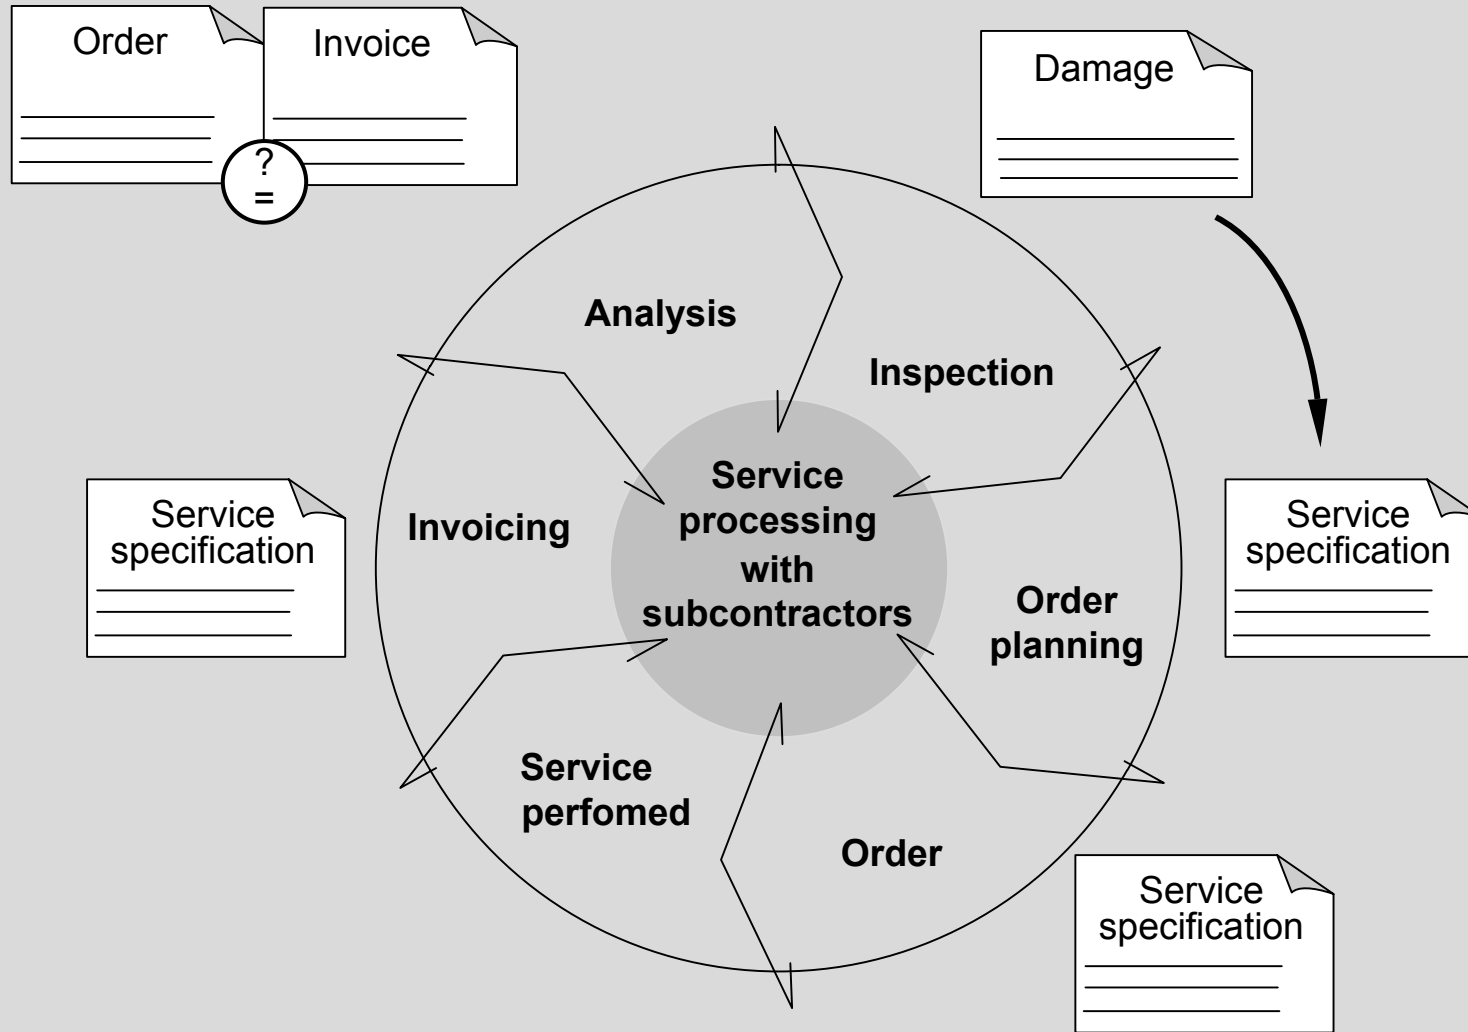 Order
Invoice
Damage
?
=
Analysis
Inspection
Service
processing
with
subcontractors
Invoicing
Service
specification
Service
specification
Order
planning
Service
perfomed
Order
Service
specification